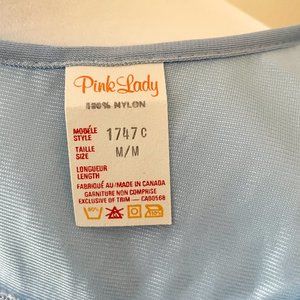 Pink Lady
100% NYLON
MODÈLE
STYLE 1747 C
TAILLE
SIZE M/M
LONGUEUR
LENGTH
FABRIQUÉ AU/MADE IN CANADA
GARNITURE NON COMPRISE
EXCLUSIVE OF TRIM — CA00568